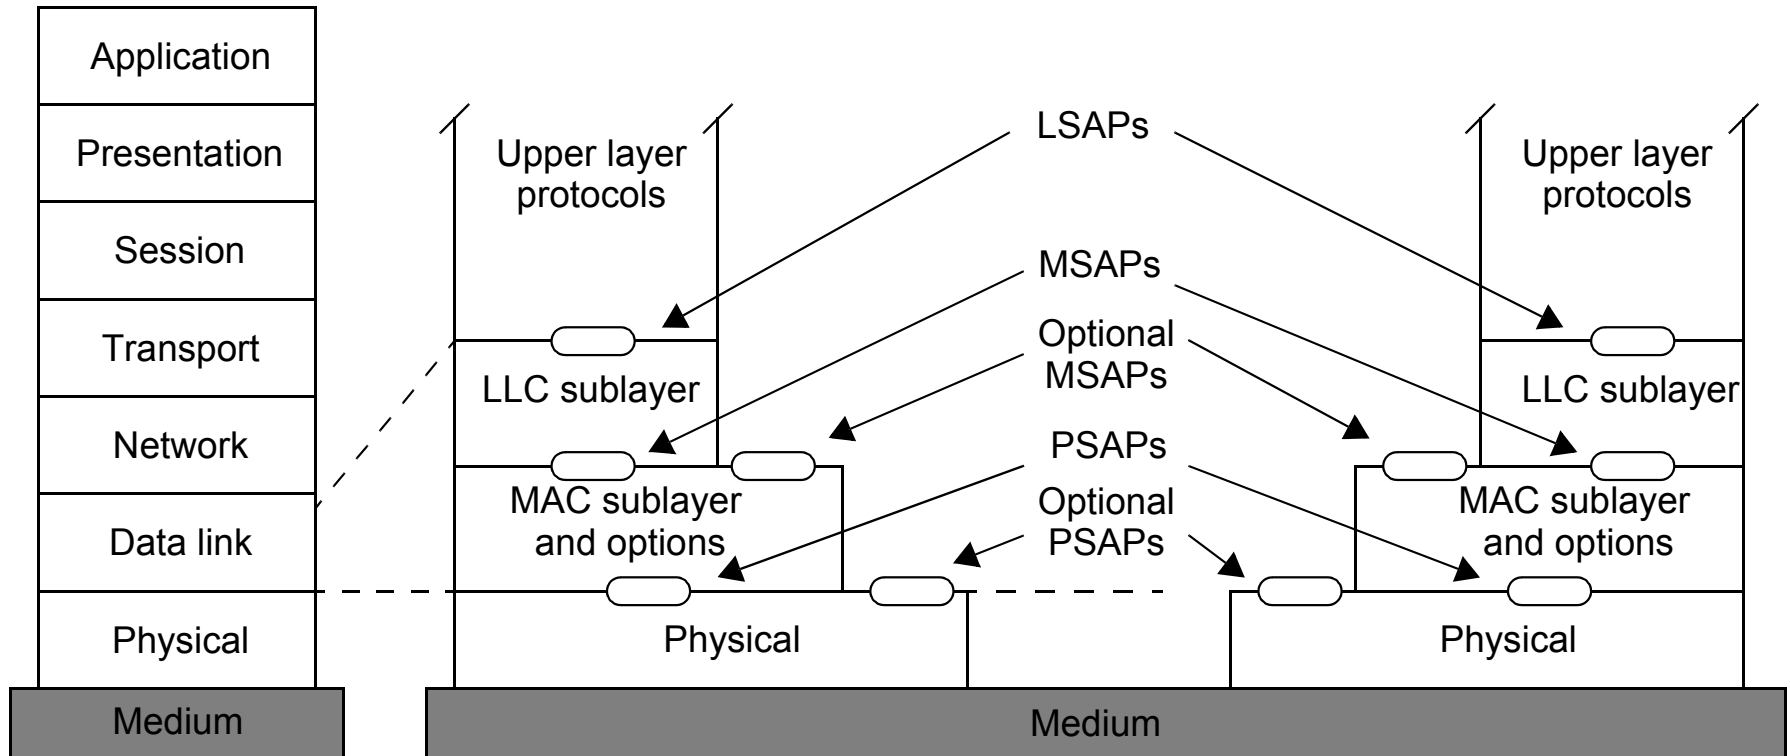 Application
Presentation
Session
Transport
Network
Data link
Physical
Medium
Upper layer
protocols
LLC sublayer
MAC sublayer
and options
Physical
LSAPs
MSAPs
Optional
MSAPs
PSAPs
Optional
PSAPs
Upper layer
protocols
LLC sublayer
MAC sublayer
and options
Physical
Medium